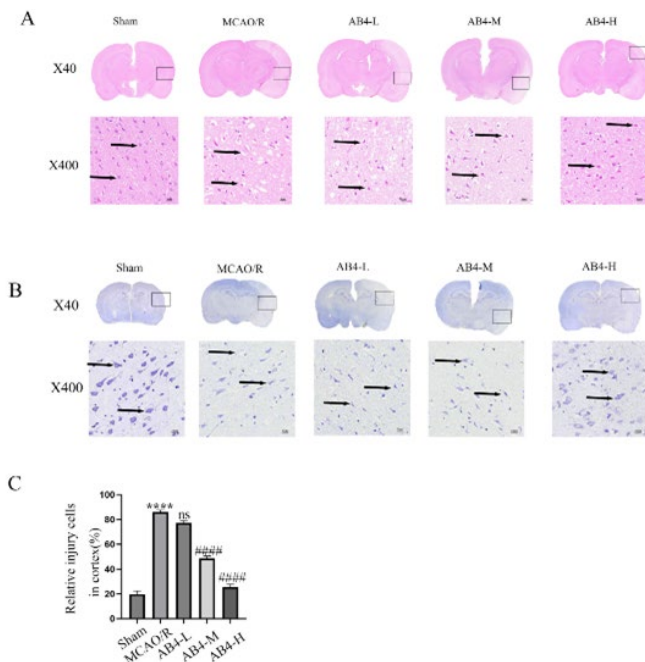 A
Sham MCAO/R AB4-L AB4-M AB4-H
X40
X400
B
Sham MCAO/R AB4-L AB4-M AB4-H
X40
X400
C
Relative injury cells
in cortex(%)
100
80
60
40
20
0
**** ns #### ####
Sham MCAO/R AB4-L AB4-M AB4-H